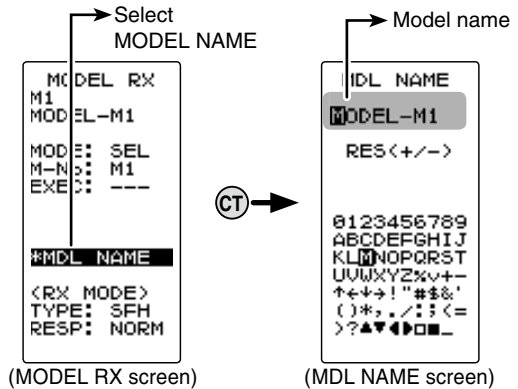 Select
MODEL NAME
MODEL RX
M1
MODEL-M1
MODE: SEL
M-No: M1
EXEC: ---
*MDL NAME
<RX MODE>
TYPE: SFH
RESP: NORM
(MODEL RX screen)
CT
Model name
MDL NAME
MODEL-M1
RES<+/->
0123456789
ABCDEFGHIJ
KLMNOPQRST
UVWXYZ%v+-
↑←↓→!"#$&'
()*,./:;<=
>?▲▼◀▶□■_
(MDL NAME screen)